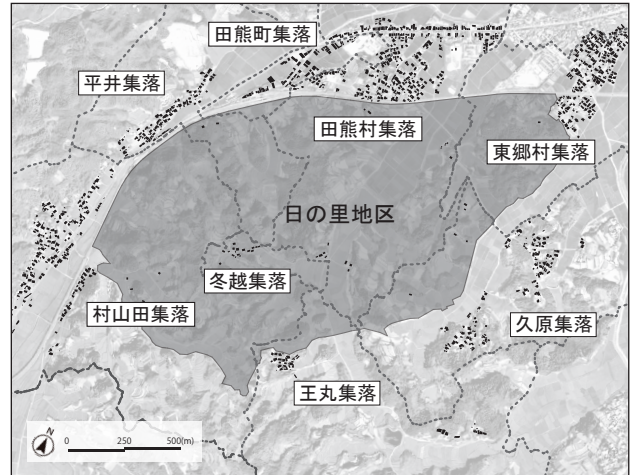 田熊町集落
平井集落
田熊村集落
東郷村集落
日の里地区
冬越集落
村山田集落
久原集落
王丸集落
N
0 250 500(m)